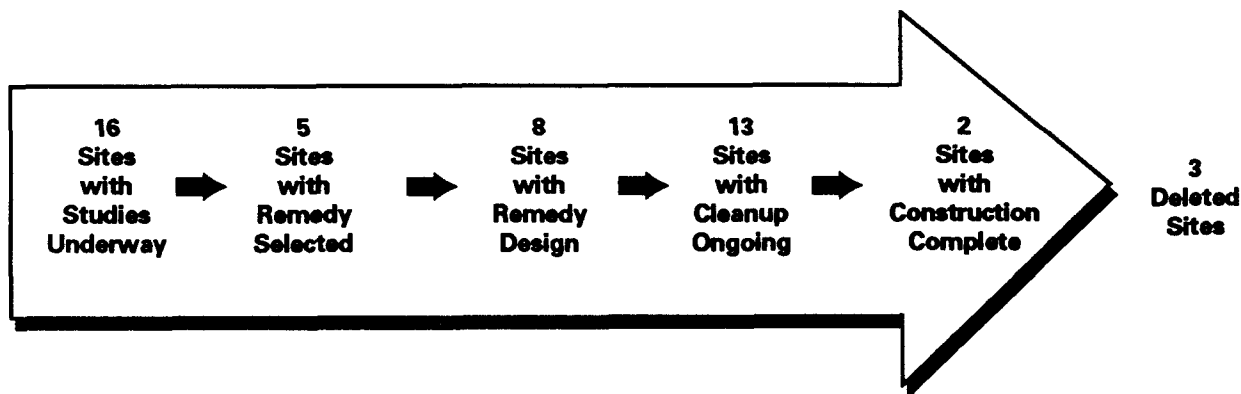 16
Sites
with
Studies
Underway
5
Sites
with
Remedy
Selected
8
Sites
with
Remedy
Design
13
Sites
with
Cleanup
Ongoing
2
Sites
with
Construction
Complete
3
Deleted
Sites